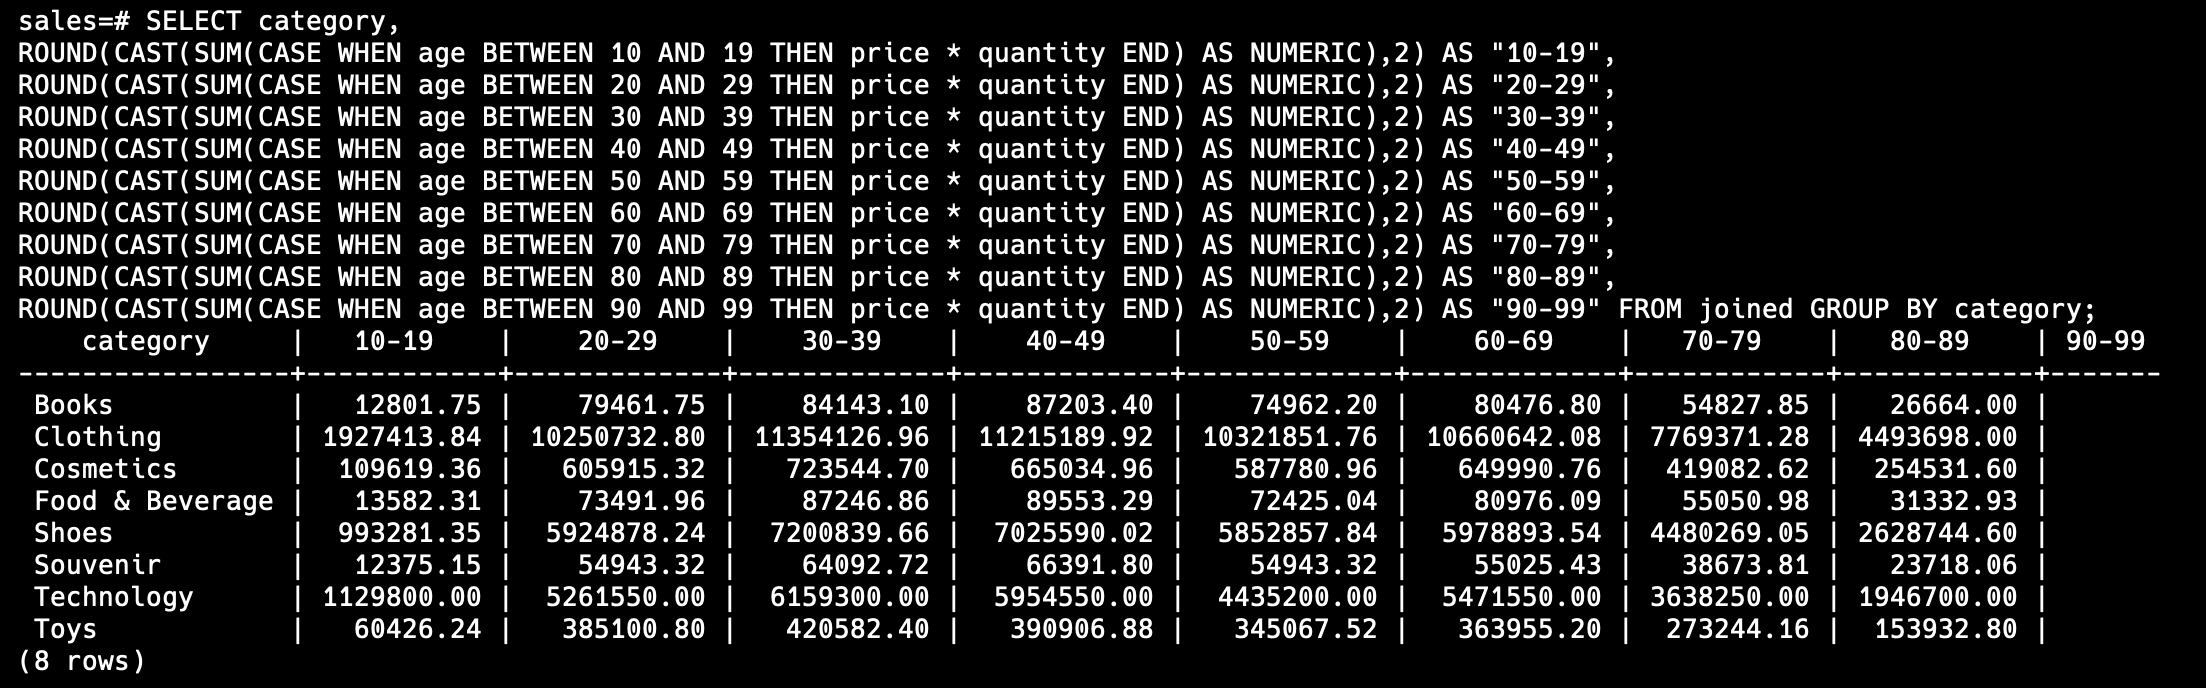 sales=# SELECT category,
ROUND(CAST(SUM(CASE WHEN age BETWEEN 10 AND 19 THEN price * quantity END) AS NUMERIC),2) AS "10-19",
ROUND(CAST(SUM(CASE WHEN age BETWEEN 20 AND 29 THEN price * quantity END) AS NUMERIC),2) AS "20-29",
ROUND(CAST(SUM(CASE WHEN age BETWEEN 30 AND 39 THEN price * quantity END) AS NUMERIC),2) AS "30-39",
ROUND(CAST(SUM(CASE WHEN age BETWEEN 40 AND 49 THEN price * quantity END) AS NUMERIC),2) AS "40-49",
ROUND(CAST(SUM(CASE WHEN age BETWEEN 50 AND 59 THEN price * quantity END) AS NUMERIC),2) AS "50-59",
ROUND(CAST(SUM(CASE WHEN age BETWEEN 60 AND 69 THEN price * quantity END) AS NUMERIC),2) AS "60-69",
ROUND(CAST(SUM(CASE WHEN age BETWEEN 70 AND 79 THEN price * quantity END) AS NUMERIC),2) AS "70-79",
ROUND(CAST(SUM(CASE WHEN age BETWEEN 80 AND 89 THEN price * quantity END) AS NUMERIC),2) AS "80-89",
ROUND(CAST(SUM(CASE WHEN age BETWEEN 90 AND 99 THEN price * quantity END) AS NUMERIC),2) AS "90-99" FROM joined GROUP BY category;
    category     |   10-19    |    20-29    |    30-39    |    40-49    |    50-59    |    60-69    |   70-79    |   80-89    | 90-99
-----------------+------------+-------------+-------------+-------------+-------------+-------------+------------+------------+-------
 Books           |   12801.75 |    79461.75 |    84143.10 |    87203.40 |    74962.20 |    80476.80 |   54827.85 |   26664.00 |
 Clothing        | 1927413.84 | 10250732.80 | 11354126.96 | 11215189.92 | 10321851.76 | 10660642.08 | 7769371.28 | 4493698.00 |
 Cosmetics       |  109619.36 |   605915.32 |   723544.70 |   665034.96 |   587780.96 |   649990.76 |  419082.62 |  254531.60 |
 Food & Beverage |   13582.31 |    73491.96 |    87246.86 |    89553.29 |    72425.04 |    80976.09 |   55050.98 |   31332.93 |
 Shoes           |  993281.35 |  5924878.24 |  7200839.66 |  7025590.02 |  5852857.84 |  5978893.54 | 4480269.05 | 2628744.60 |
 Souvenir        |   12375.15 |    54943.32 |    64092.72 |    66391.80 |    54943.32 |    55025.43 |   38673.81 |   23718.06 |
 Technology      | 1129800.00 |  5261550.00 |  6159300.00 |  5954550.00 |  4435200.00 |  5471550.00 | 3638250.00 | 1946700.00 |
 Toys            |   60426.24 |   385100.80 |   420582.40 |   390906.88 |   345067.52 |   363955.20 |  273244.16 |  153932.80 |
(8 rows)